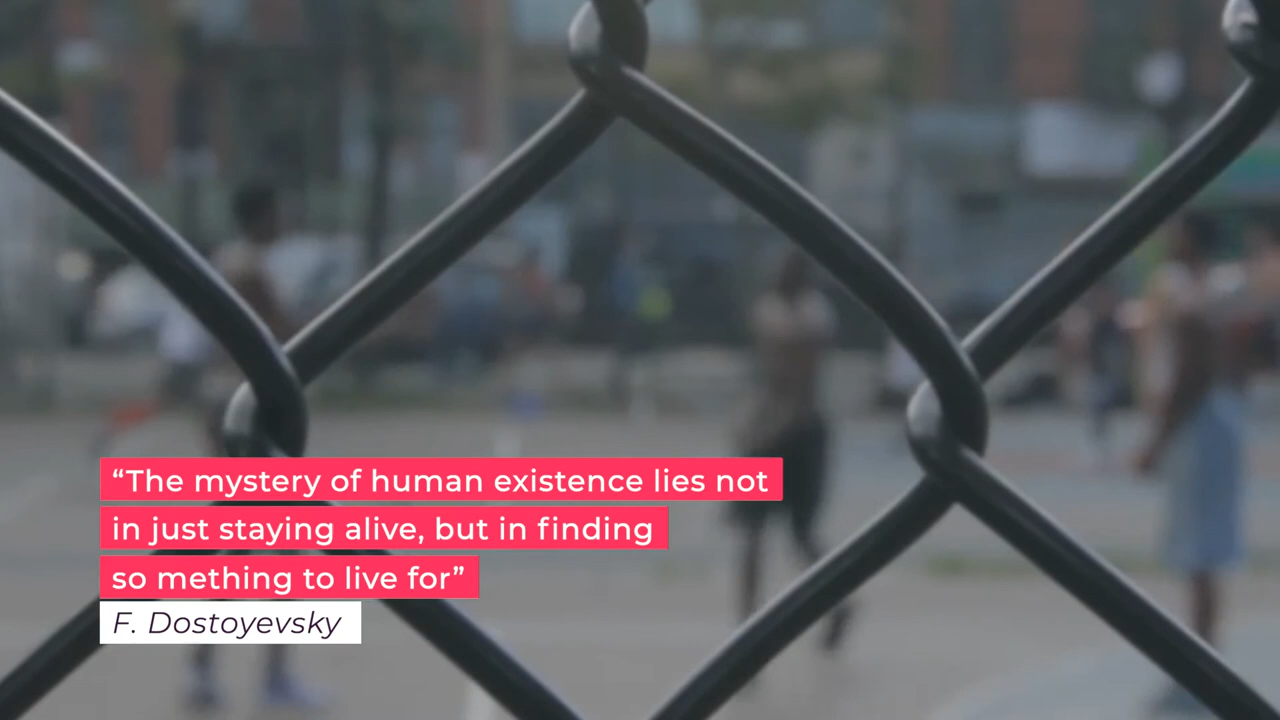 “The mystery of human existence lies not
in just staying alive, but in finding
so mething to live for”
F. Dostoyevsky